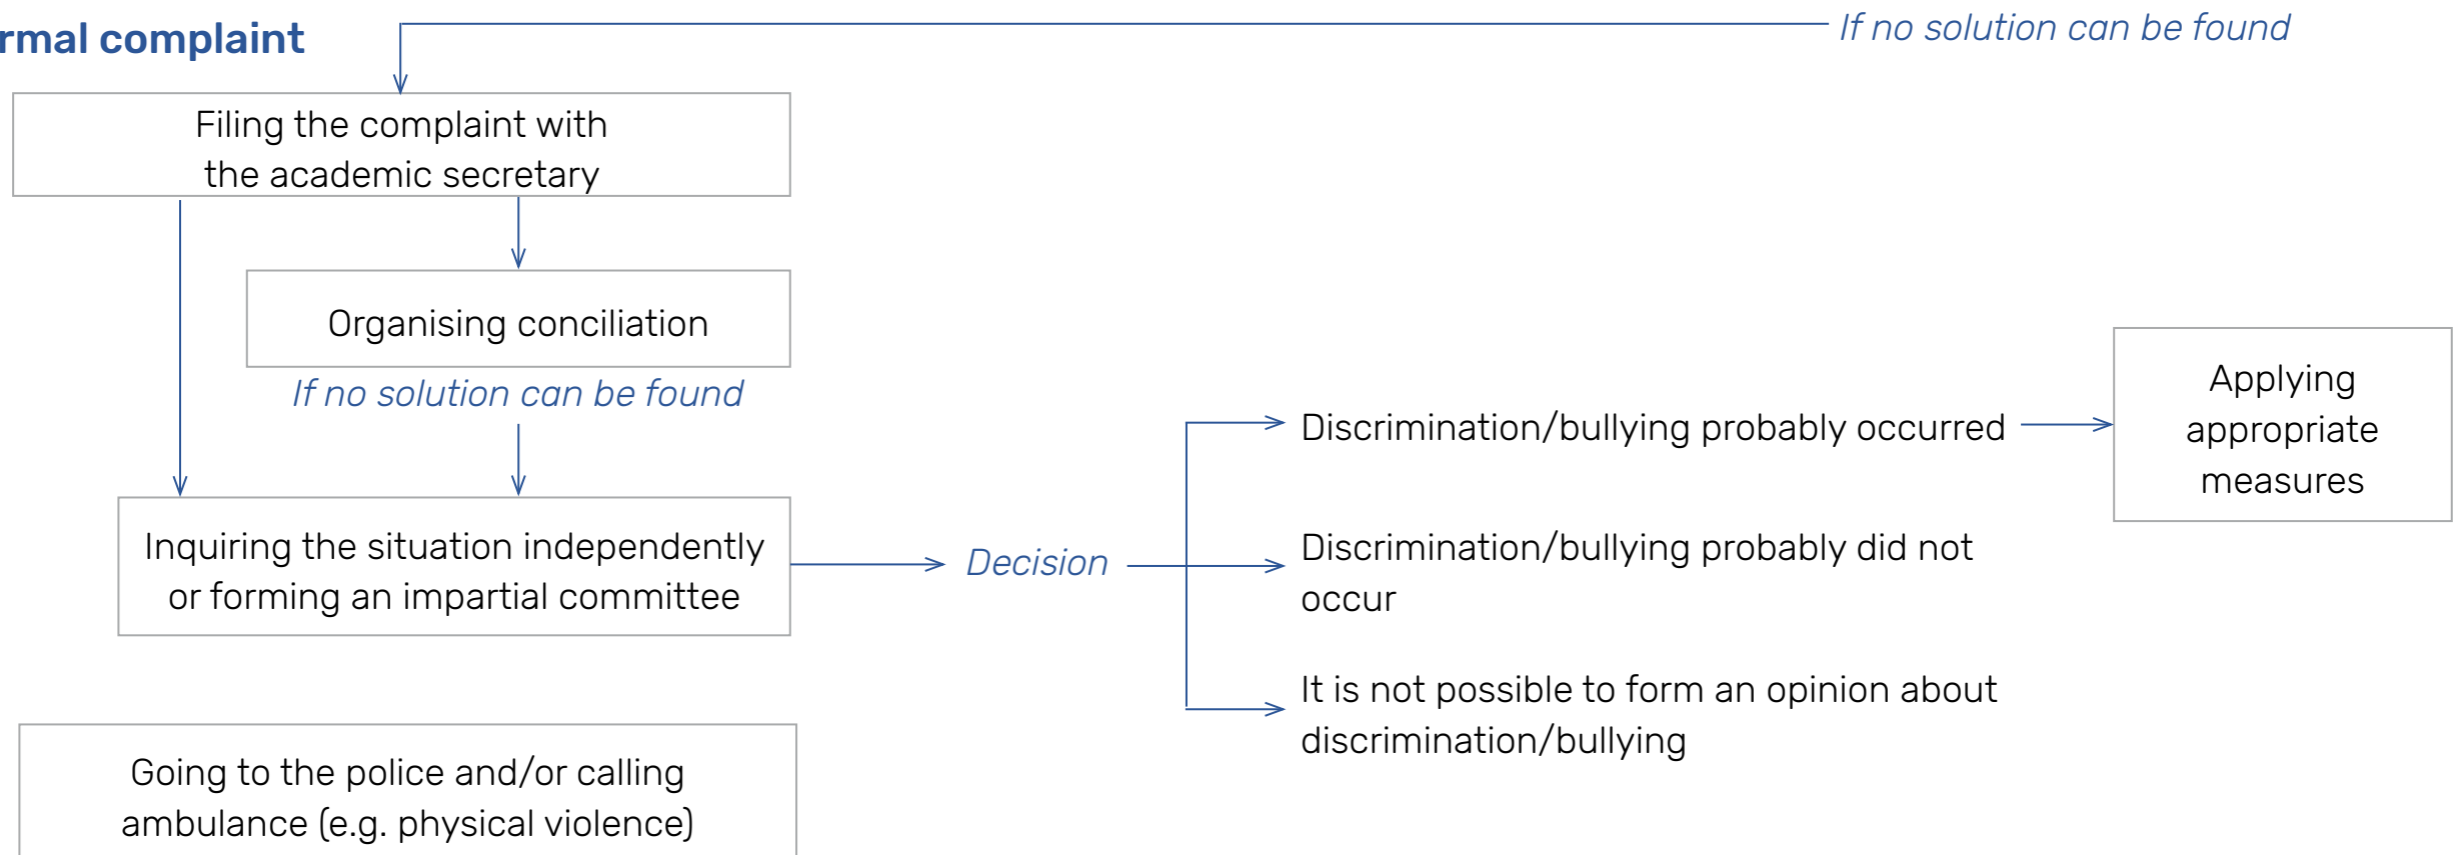 rmal complaint
If no solution can be found
Filing the complaint with
the academic secretary
Organising conciliation
If no solution can be found
Inquiring the situation independently
or forming an impartial committee
Decision
Discrimination/bullying probably occurred
Applying
appropriate
measures
Discrimination/bullying probably did not
occur
It is not possible to form an opinion about
discrimination/bullying
Going to the police and/or calling
ambulance (e.g. physical violence)